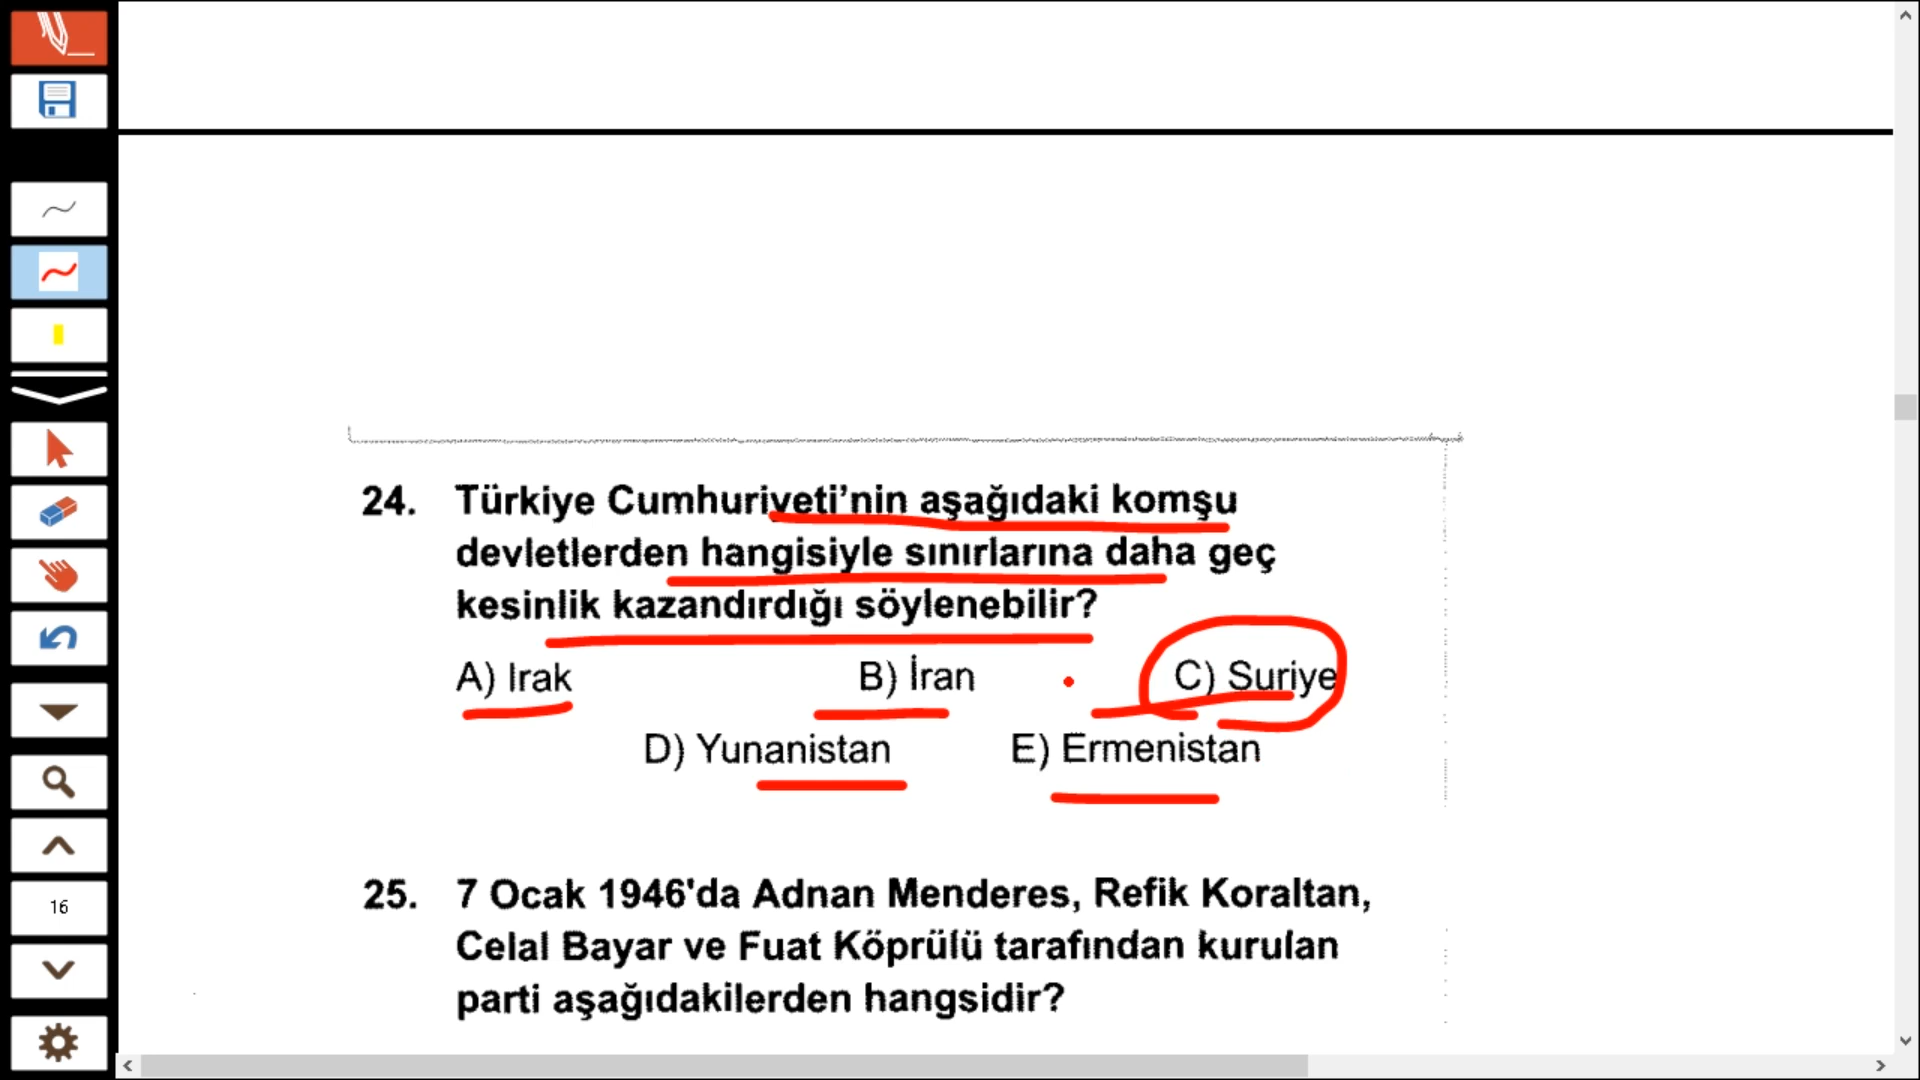 24. Türkiye Cumhuriyeti'nin aşağıdaki komşu
devletlerden hangisiyle sınırlarına daha geç
kesinlik kazandırdığı söylenebilir?
A) Irak B) İran C) Suriye
D) Yunanistan E) Ermenistan
25. 7 Ocak 1946'da Adnan Menderes, Refik Koraltan,
Celal Bayar ve Fuat Köprülü tarafından kurulan
parti aşağıdakilerden hangsidir?
16